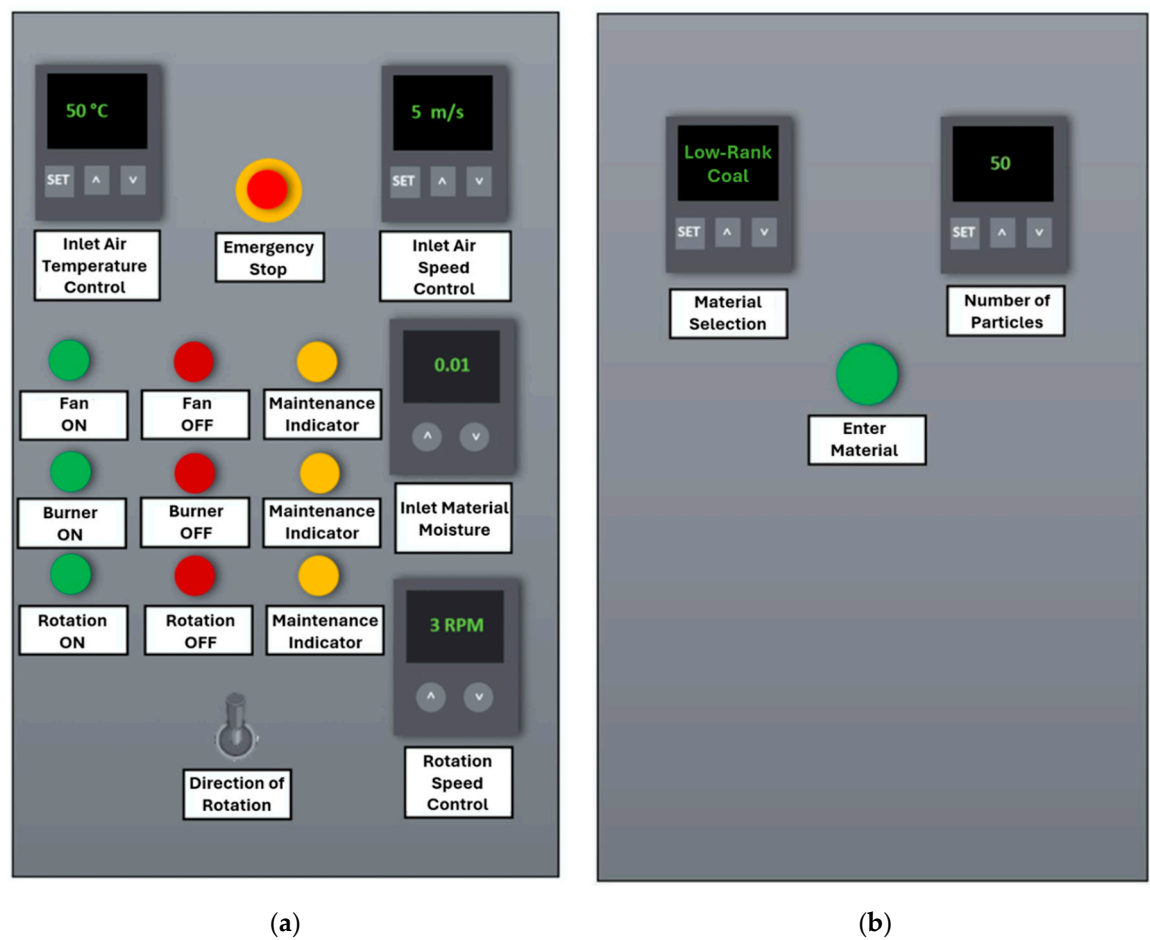 50 °C
SET ^ v
Inlet Air
Temperature
Control
Emergency
Stop
5 m/s
SET ^ v
Inlet Air
Speed
Control
Fan
ON
Fan
OFF
Maintenance
Indicator
0.01
^ v
Inlet Material
Moisture
Burner
ON
Burner
OFF
Maintenance
Indicator
Rotation
ON
Rotation
OFF
Maintenance
Indicator
3 RPM
^ v
Rotation
Speed
Control
Direction of
Rotation
(a)
Low-Rank
Coal
SET ^ v
Material
Selection
50
SET ^ v
Number of
Particles
Enter
Material
(b)